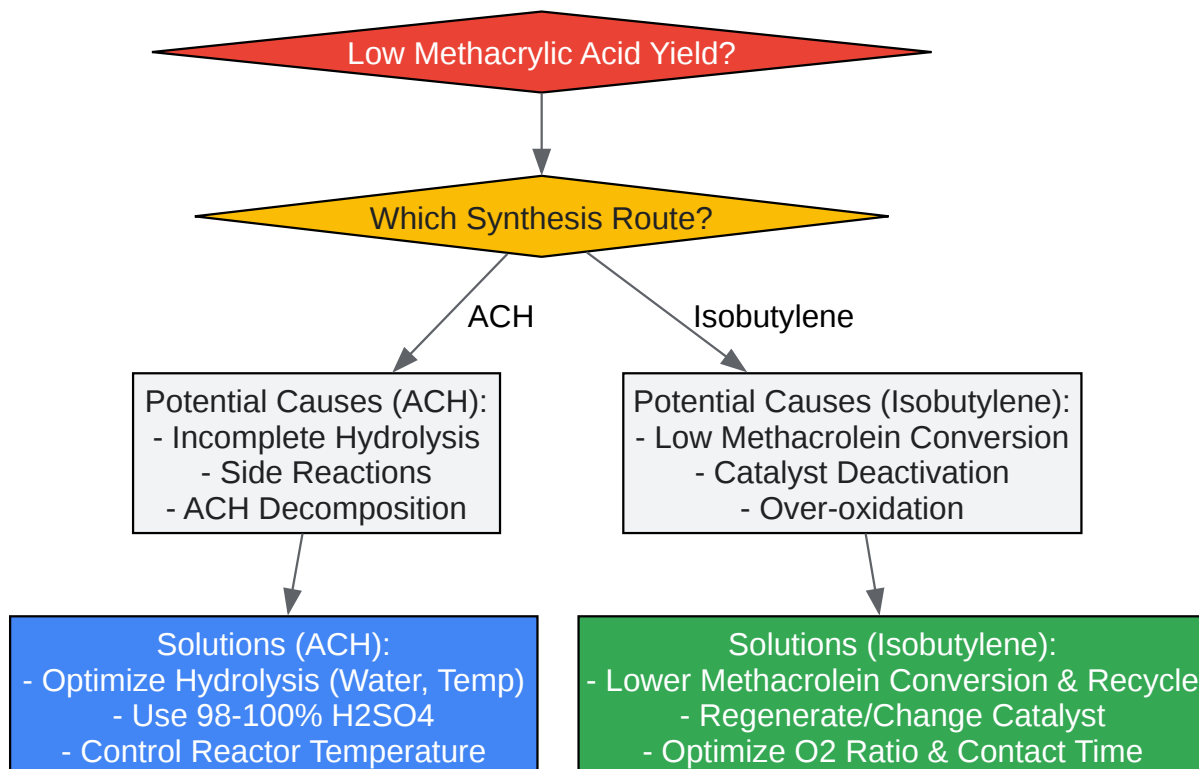 Low Methacrylic Acid Yield?
Which Synthesis Route?
ACH
Isobutylene
Potential Causes (ACH):
- Incomplete Hydrolysis
- Side Reactions
- ACH Decomposition
Potential Causes (Isobutylene):
- Low Methacrolein Conversion
- Catalyst Deactivation
- Over-oxidation
Solutions (ACH):
- Optimize Hydrolysis (Water, Temp)
- Use 98-100% H2SO4
- Control Reactor Temperature
Solutions (Isobutylene):
- Lower Methacrolein Conversion & Recycle
- Regenerate/Change Catalyst
- Optimize O2 Ratio & Contact Time